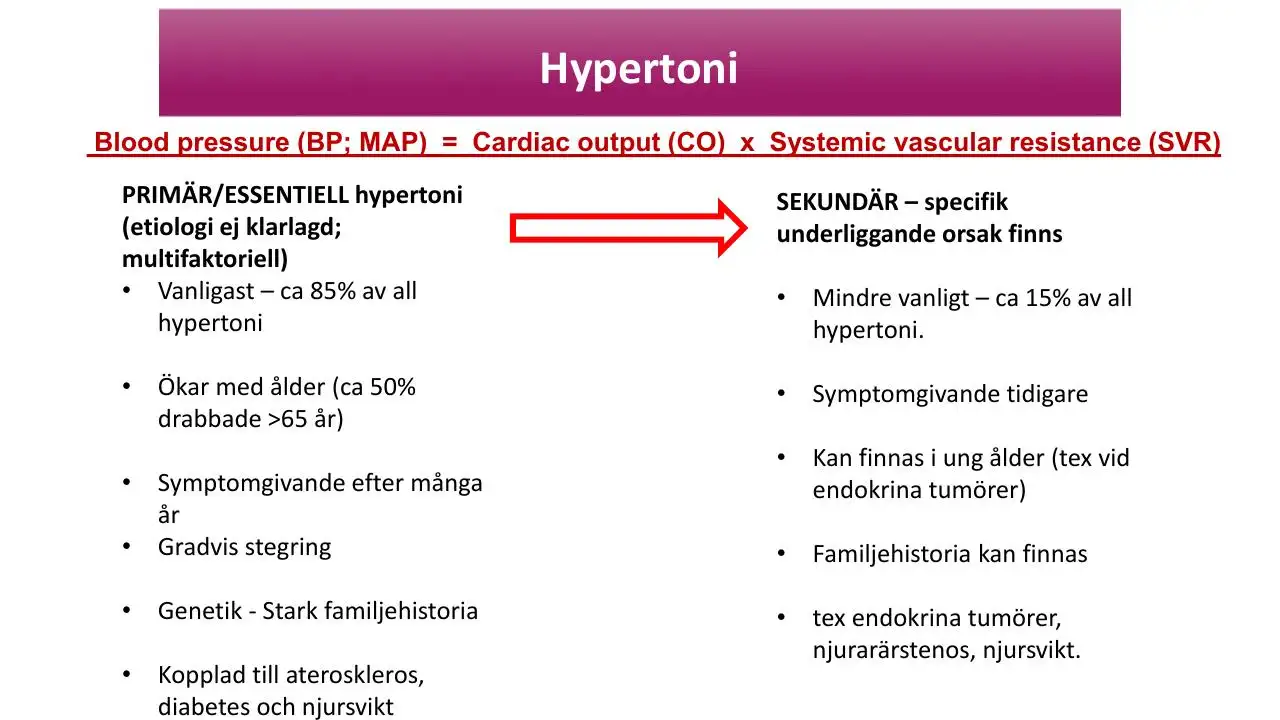 Hypertoni
Blood pressure (BP; MAP) = Cardiac output (CO) x Systemic vascular resistance (SVR)
PRIMÄR/ESSENTIELL hypertoni
(etiologi ej klarlagd;
multifaktoriell)
• Vanligast – ca 85% av all
hypertoni
• Ökar med ålder (ca 50%
drabbade >65 år)
• Symptomgivande efter många
år
• Gradvis stegring
• Genetik - Stark familjehistoria
• Kopplad till ateroskleros,
diabetes och njursvikt
SEKUNDÄR – specifik
underliggande orsak finns
• Mindre vanligt – ca 15% av all
hypertoni.
• Symptomgivande tidigare
• Kan finnas i ung ålder (tex vid
endokrina tumörer)
• Familjehistoria kan finnas
• tex endokrina tumörer,
njurarärstenos, njursvikt.